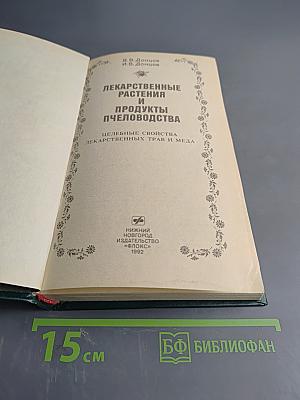 В. В. Донцов
И. В. Донцов
ЛЕКАРСТВЕННЫЕ
РАСТЕНИЯ
И
ПРОДУКТЫ
ПЧЕЛОВОДСТВА
ЦЕЛЕБНЫЕ СВОЙСТВА
ЛЕКАРСТВЕННЫХ ТРАВ И МЕДА
НИЖНИЙ
НОВГОРОД
ИЗДАТЕЛЬСТВО
«ФЛОКС»
1992
15 см
БФ БИБЛИОФАН